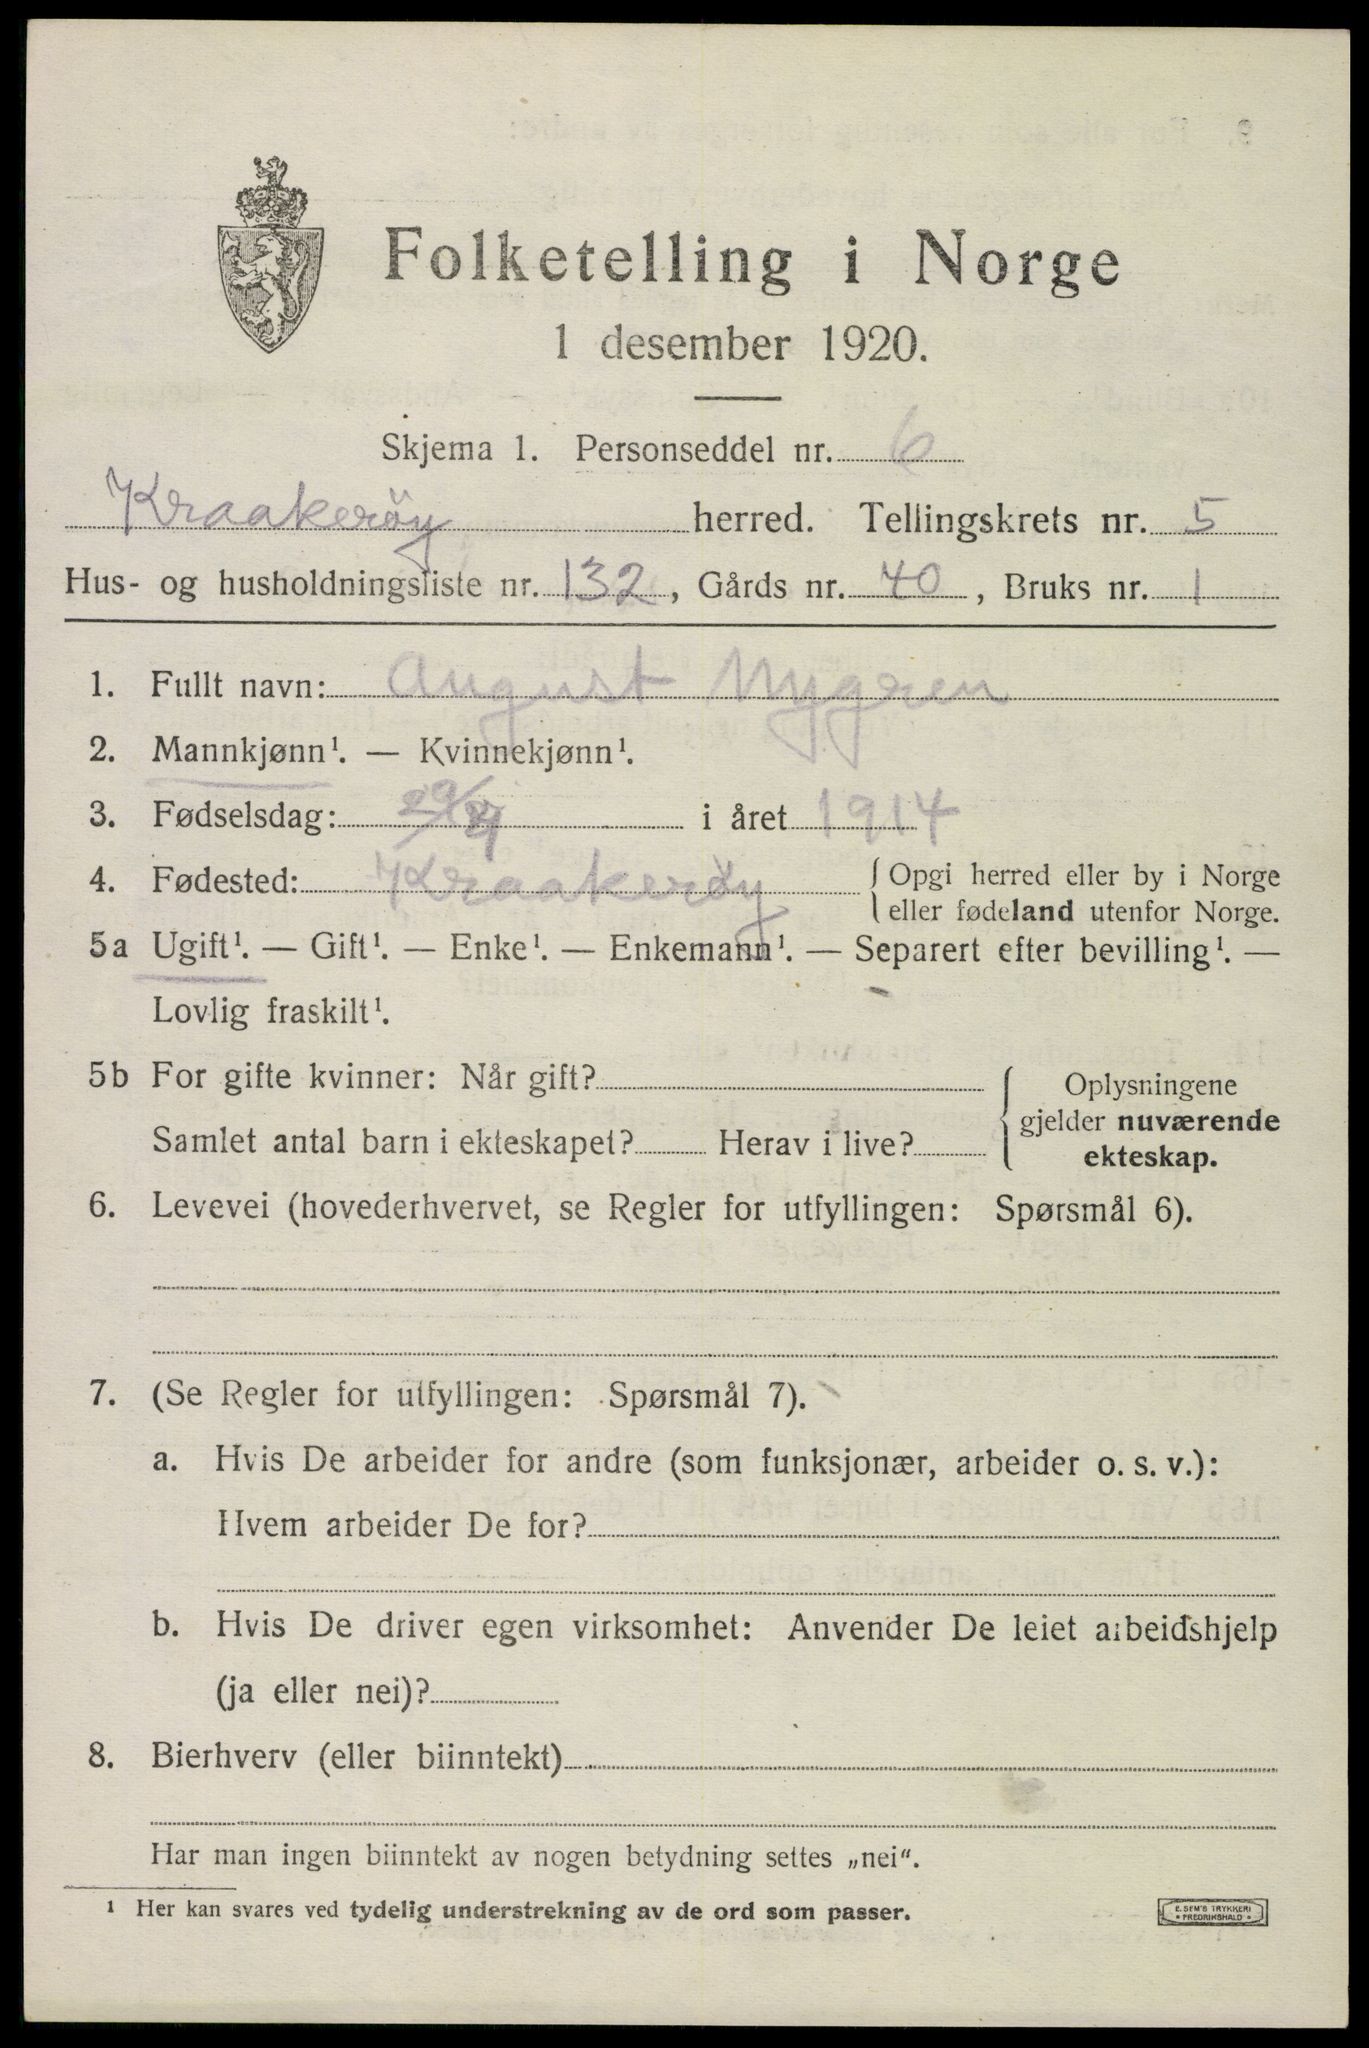 Folketelling i Norge
1 desember 1920.
Skjema 1. Personseddel nr. 6
Kraakerøy herred. Tellingskrets nr. 5
Hus- og husholdningsliste nr. 132, Gårds nr. 40, Bruks nr. 1
1. Fullt navn: August Nygren
2. Mannkjønn¹. — Kvinnekjønn¹.
3. Fødselsdag: 29/ i året 1914
4. Fødested: Kraakerøy { Opgi herred eller by i Norge
eller fødeland utenfor Norge.
5a Ugift¹. — Gift¹. — Enke¹. — Enkemann¹. — Separert efter bevilling¹. —
Lovlig fraskilt¹.
5b For gifte kvinner: Når gift? { Oplysningene
gjelder nuværende
Samlet antal barn i ekteskapet? Herav i live?
ekteskap.
6. Levevei (hovederhvervet, se Regler for utfyllingen: Spørsmål 6).
7. (Se Regler for utfyllingen: Spørsmål 7).
a. Hvis De arbeider for andre (som funksjonær, arbeider o. s. v.):
Hvem arbeider De for?
b. Hvis De driver egen virksomhet: Anvender De leiet arbeidshjelp
(ja eller nei)?
8. Bierhverv (eller biinntekt)
Har man ingen biinntekt av nogen betydning settes „nei“.
¹ Her kan svares ved tydelig understrekning av de ord som passer.
E. SEM'S TRYKKERI
FREDRIKSHALD